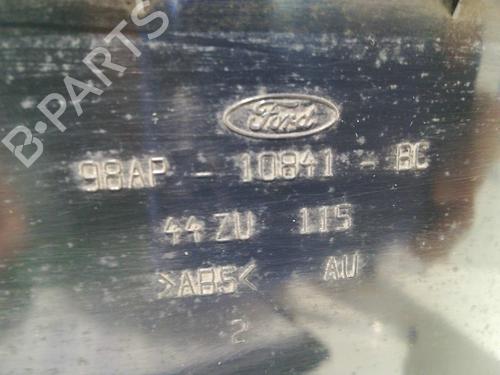 B-PARTS
Ford
98AP - 10841 - BC
44 ZU 115
>ABS< AU
2